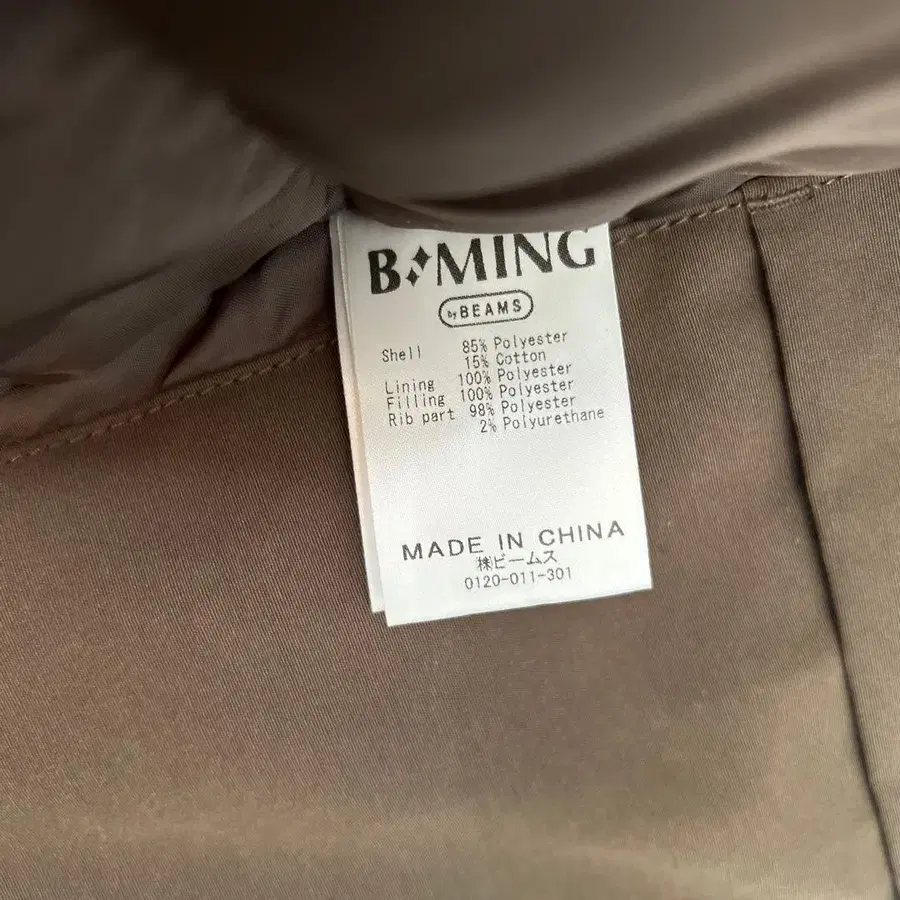 B:MING
by BEAMS
Shell 85% Polyester
15% Cotton
Lining 100% Polyester
Filling 100% Polyester
Rib part 98% Polyester
2% Polyurethane
MADE IN CHINA
㈱ビームス
0120-011-301